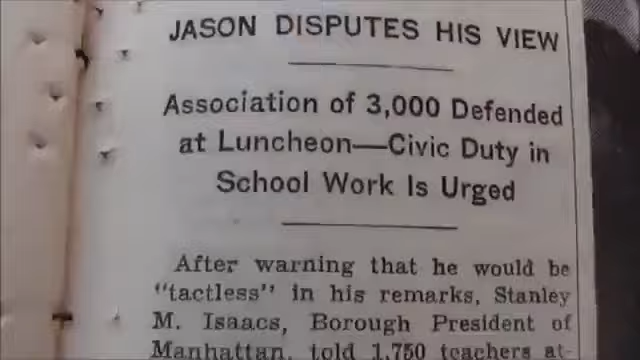 JASON DISPUTES HIS VIEW
Association of 3,000 Defended
at Luncheon—Civic Duty in
School Work Is Urged
After warning that he would be
"tactless" in his remarks, Stanley
M. Isaacs, Borough President of
Manhattan, told 1,750 teachers at-